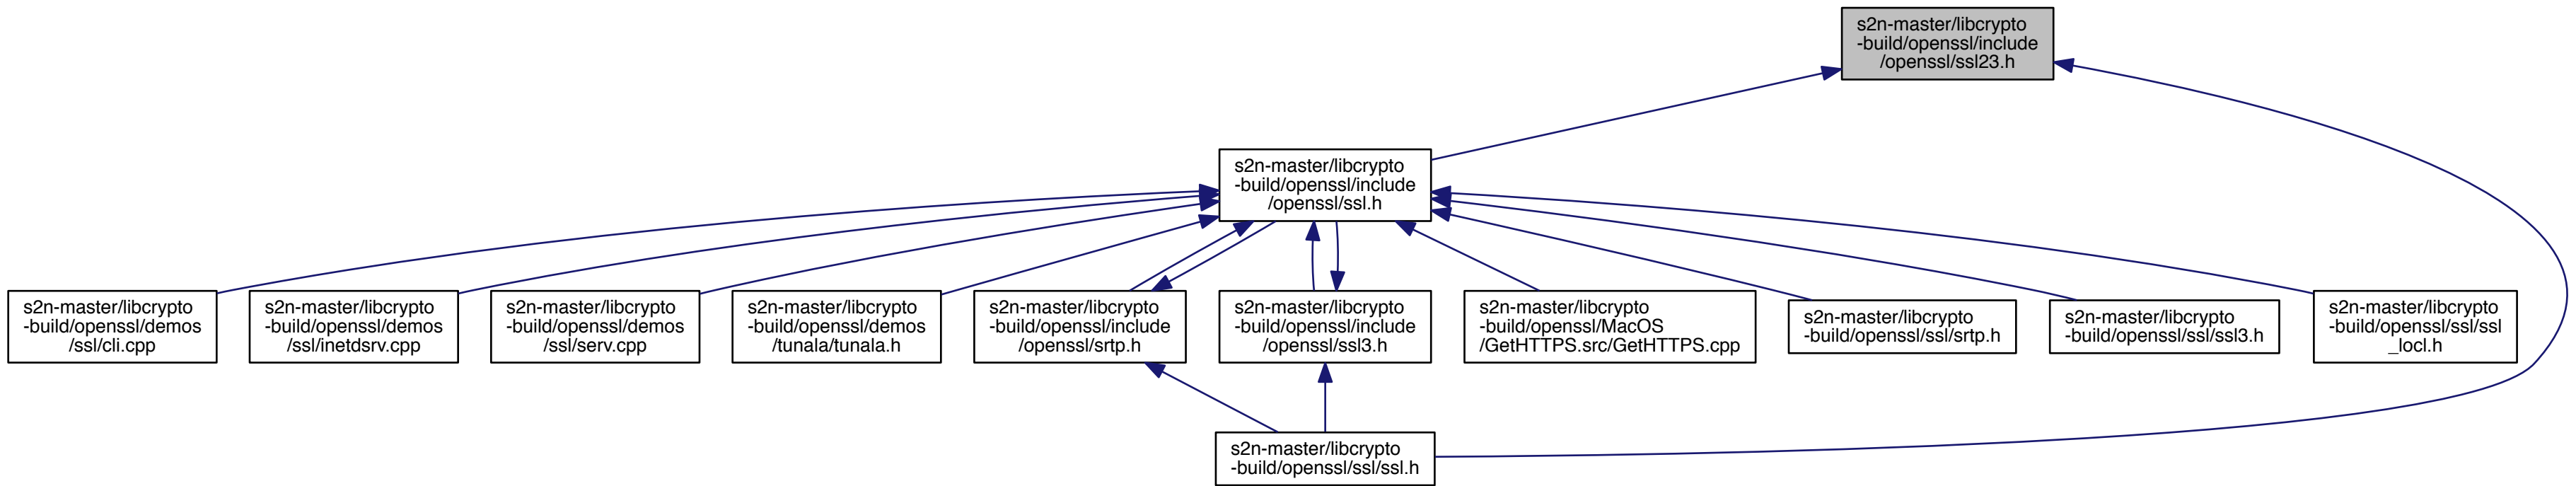 s2n-master/libcrypto
-build/openssl/include
/openssl/ssl23.h
s2n-master/libcrypto
-build/openssl/include
/openssl/ssl.h
s2n-master/libcrypto
-build/openssl/demos
/ssl/cli.cpp
s2n-master/libcrypto
-build/openssl/demos
/ssl/inetdsrv.cpp
s2n-master/libcrypto
-build/openssl/demos
/ssl/serv.cpp
s2n-master/libcrypto
-build/openssl/demos
/tunala/tunala.h
s2n-master/libcrypto
-build/openssl/include
/openssl/srtp.h
s2n-master/libcrypto
-build/openssl/include
/openssl/ssl3.h
s2n-master/libcrypto
-build/openssl/MacOS
/GetHTTPS.src/GetHTTPS.cpp
s2n-master/libcrypto
-build/openssl/ssl/srtp.h
s2n-master/libcrypto
-build/openssl/ssl/ssl3.h
s2n-master/libcrypto
-build/openssl/ssl/ssl
_locl.h
s2n-master/libcrypto
-build/openssl/ssl/ssl.h